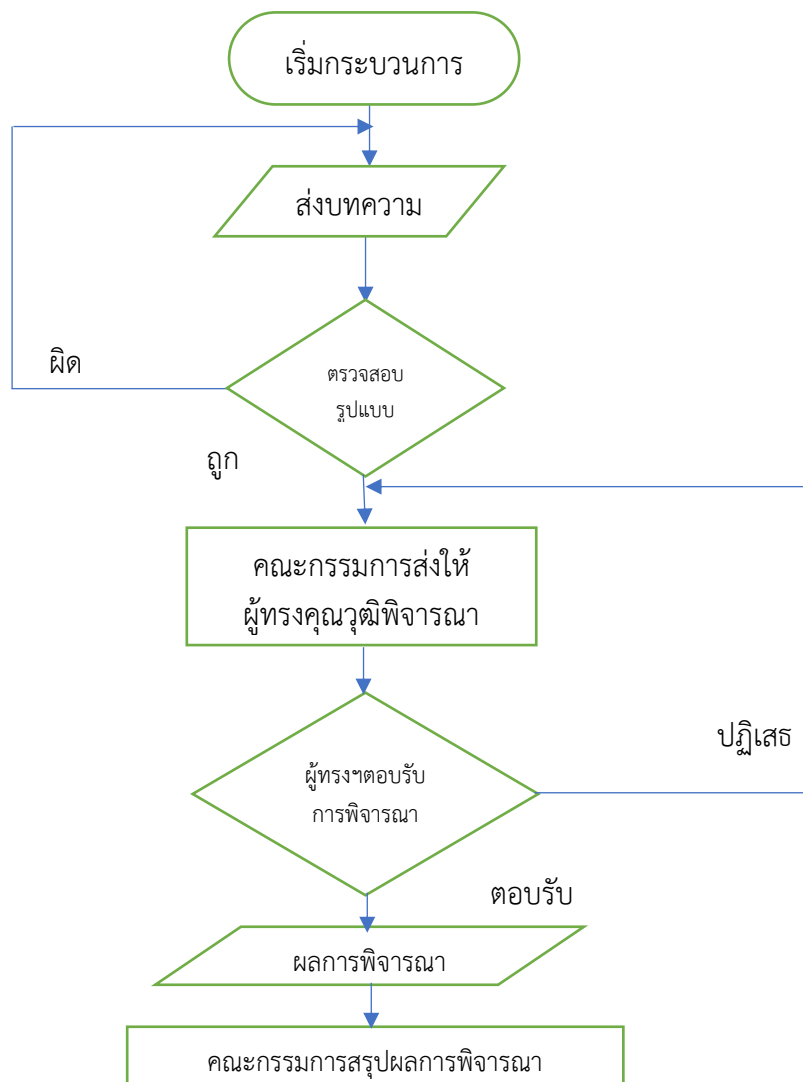 เริ่มกระบวนการ
ส่งบทความ
ผิด
ตรวจสอบ
รูปแบบ
ถูก
คณะกรรมการส่งให้
ผู้ทรงคุณวุฒิพิจารณา
ปฏิเสธ
ผู้ทรงฯตอบรับ
การพิจารณา
ตอบรับ
ผลการพิจารณา
คณะกรรมการสรุปผลการพิจารณา